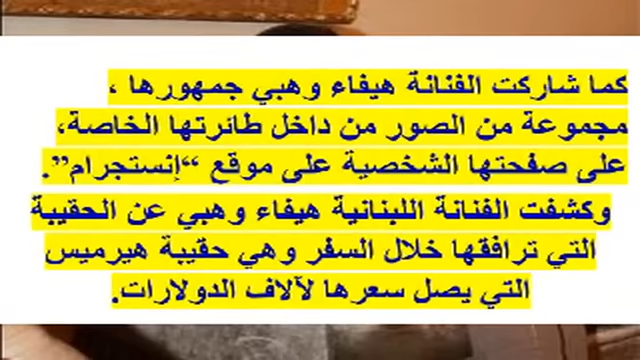 كما شاركت الفنانة هيفاء وهبي جمهورها ،
مجموعة من الصور من داخل طائرتها الخاصة،
على صفحتها الشخصية على موقع “إنستجرام”.
وكشفت الفنانة اللبنانية هيفاء وهبي عن الحقيبة
التي ترافقها خلال السفر وهي حقيبة هيرميس
التي يصل سعرها لآلاف الدولارات.